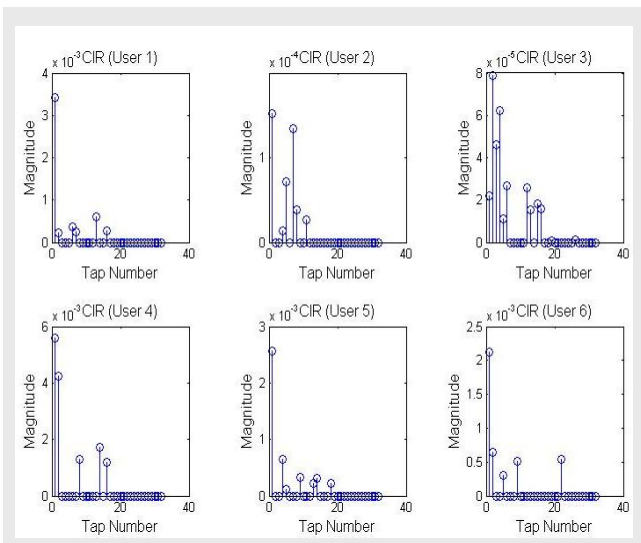 x 10⁻³ CIR (User 1)
4
3
2
1
0
Magnitude
0 20 40
Tap Number
x 10⁻⁴ CIR (User 2)
1
0
Magnitude
0 20 40
Tap Number
x 10⁻⁵ CIR (User 3)
8
6
4
2
0
Magnitude
0 20 40
Tap Number
x 10⁻³ CIR (User 4)
6
4
2
0
Magnitude
0 20 40
Tap Number
x 10⁻³ CIR (User 5)
3
2
1
0
Magnitude
0 20 40
Tap Number
x 10⁻³ CIR (User 6)
2.5
2
1.5
1
0.5
0
Magnitude
0 20 40
Tap Number